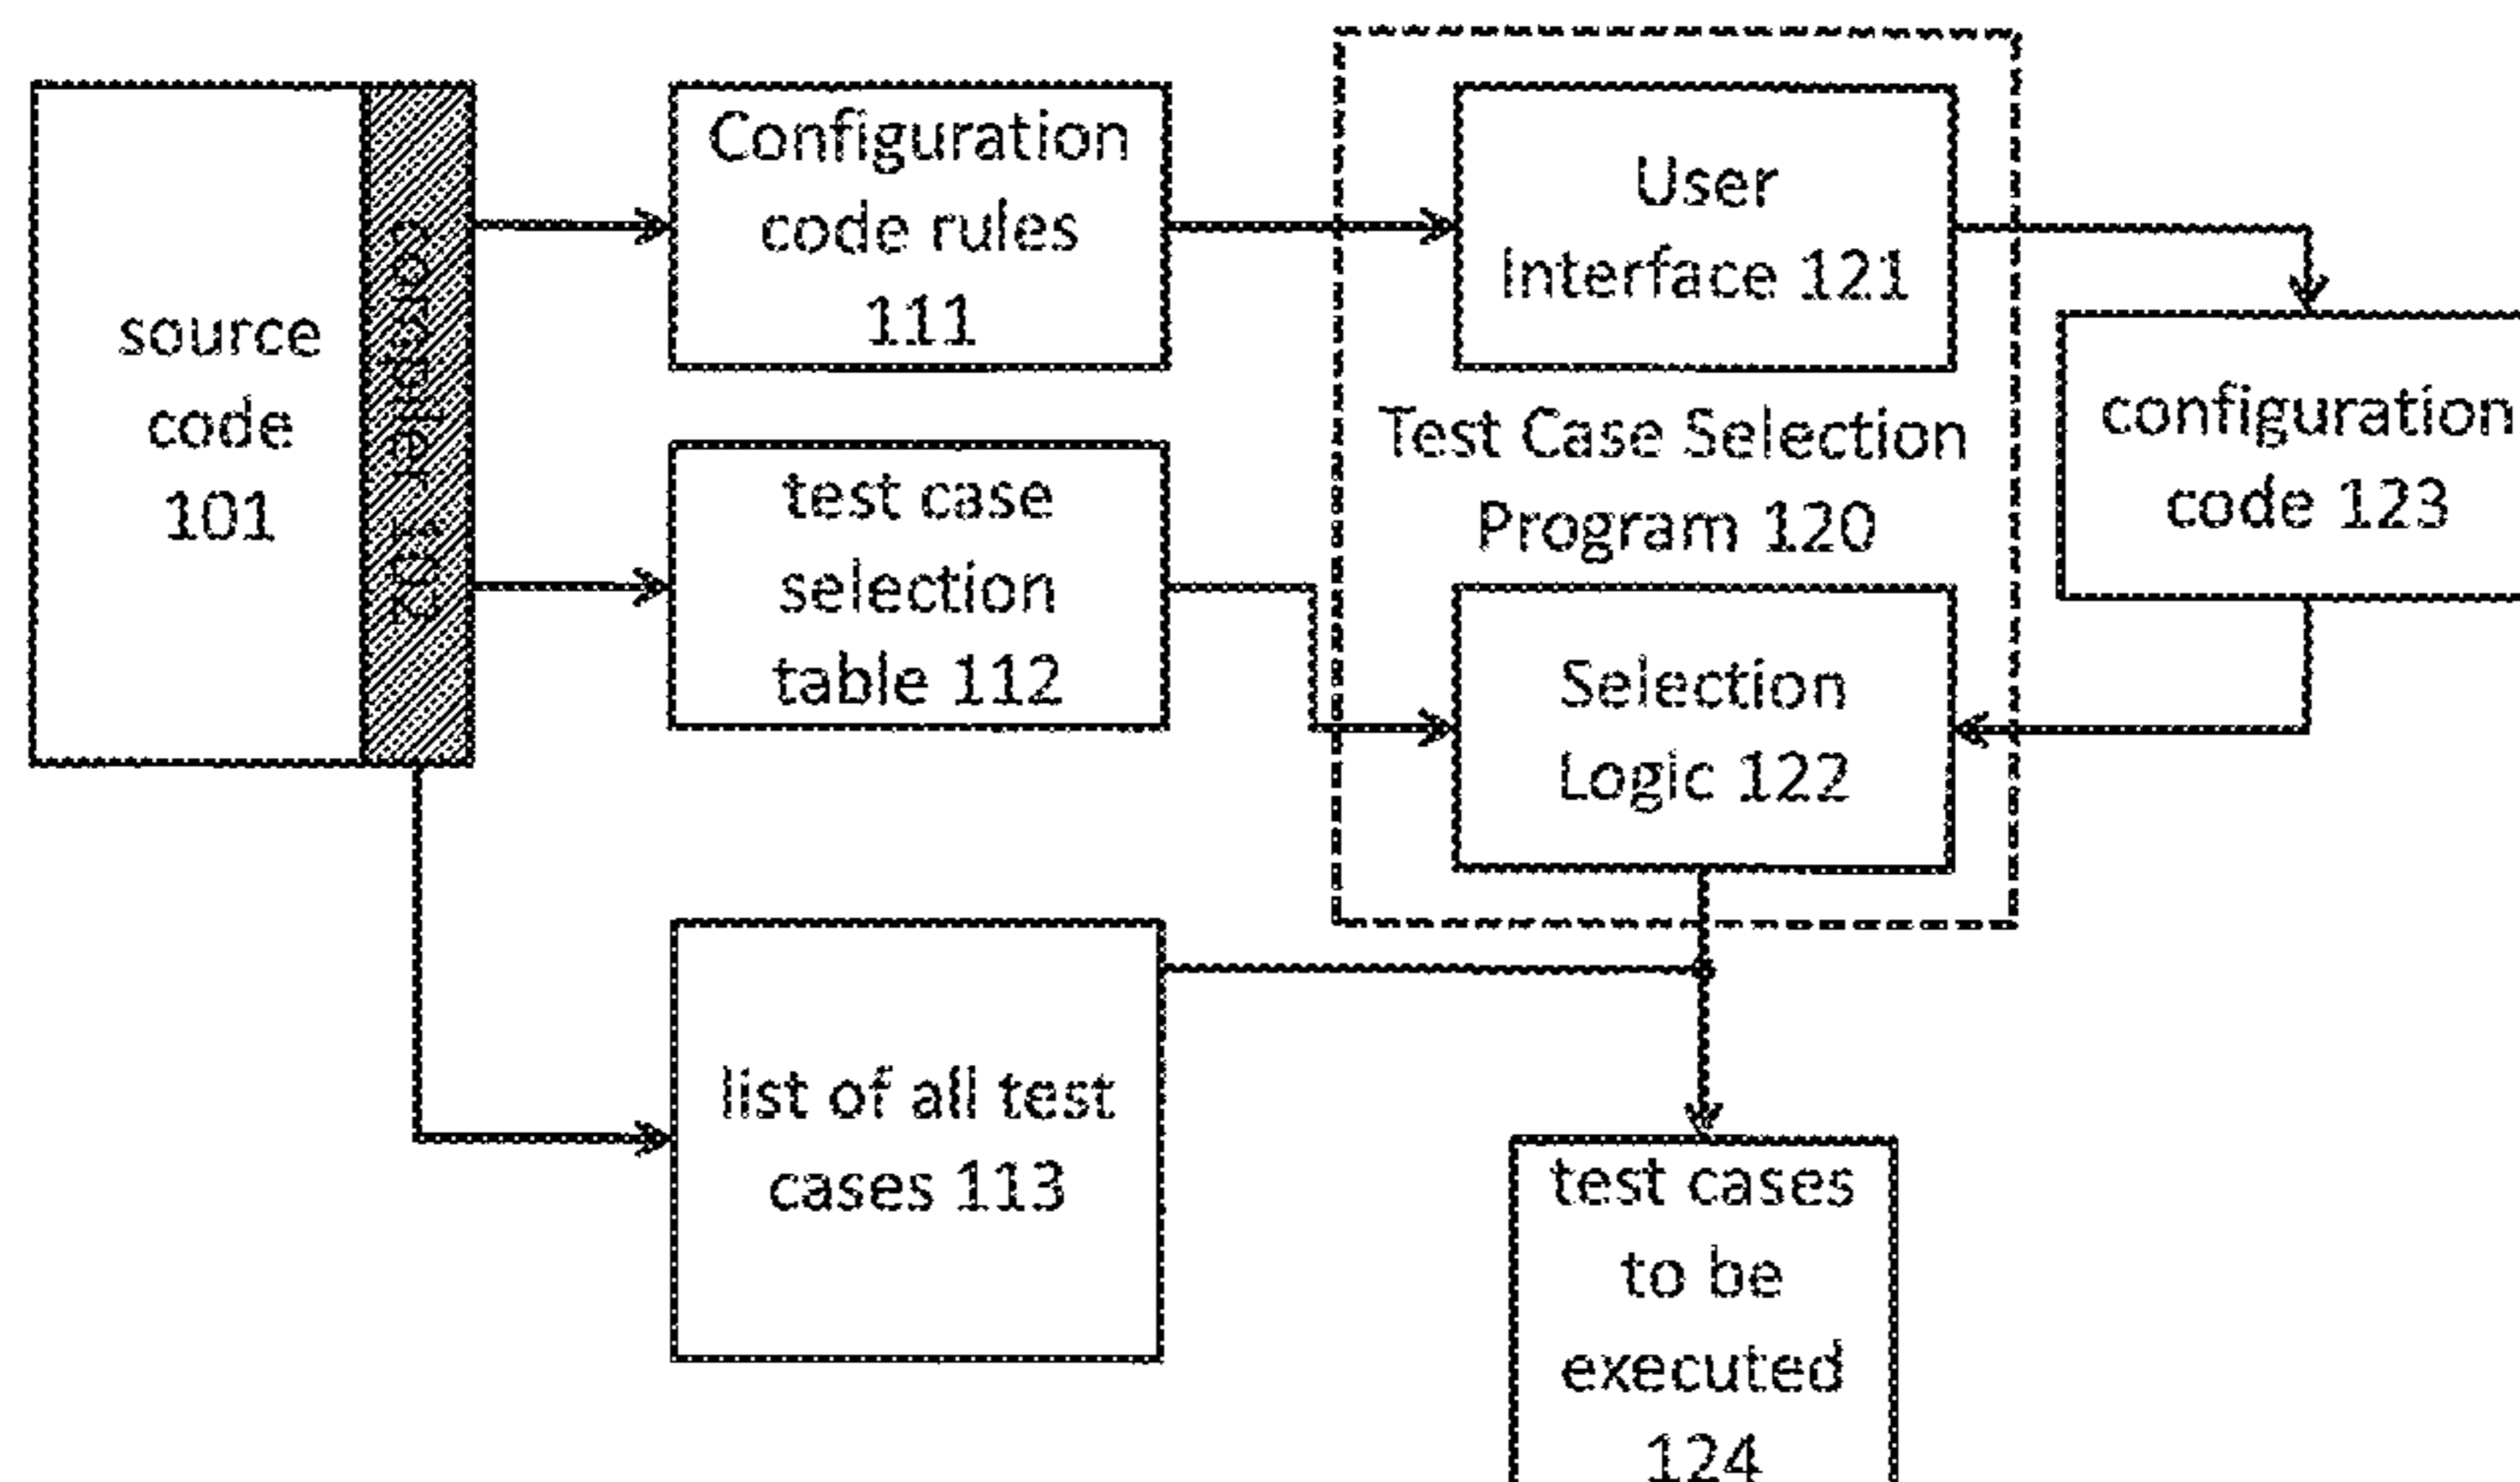 source
code
101
Configuration
code rules
111
test case
selection
table 112
list of all test
cases 113
User
Interface 121
Test Case Selection
Program 120
Selection
Logic 122
configuration
code 123
test cases
to be
executed
124